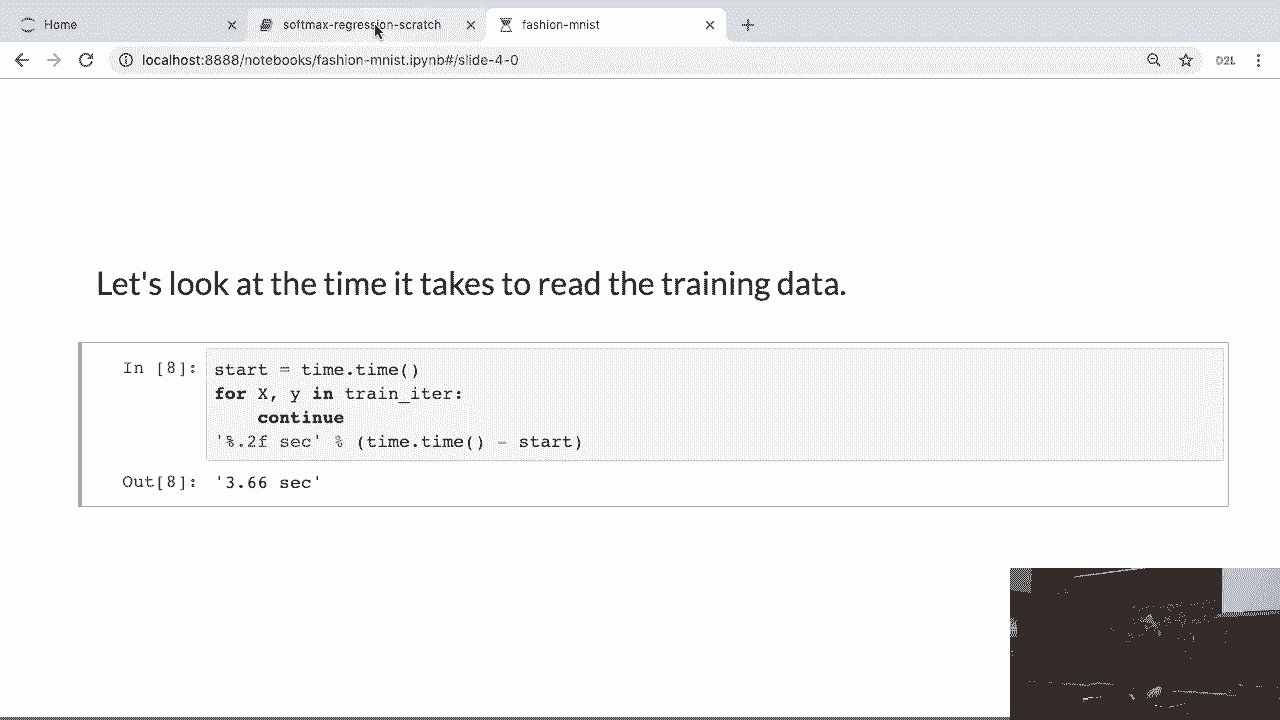 Home
softmax-regression-scratch
fashion-mnist
localhost:8888/notebooks/fashion-mnist.ipynb#/slide-4-0
D2L
Let's look at the time it takes to read the training data.
In [8]: start = time.time()
for X, y in train_iter:
continue
'%.2f sec' % (time.time() - start)
Out[8]: '3.66 sec'